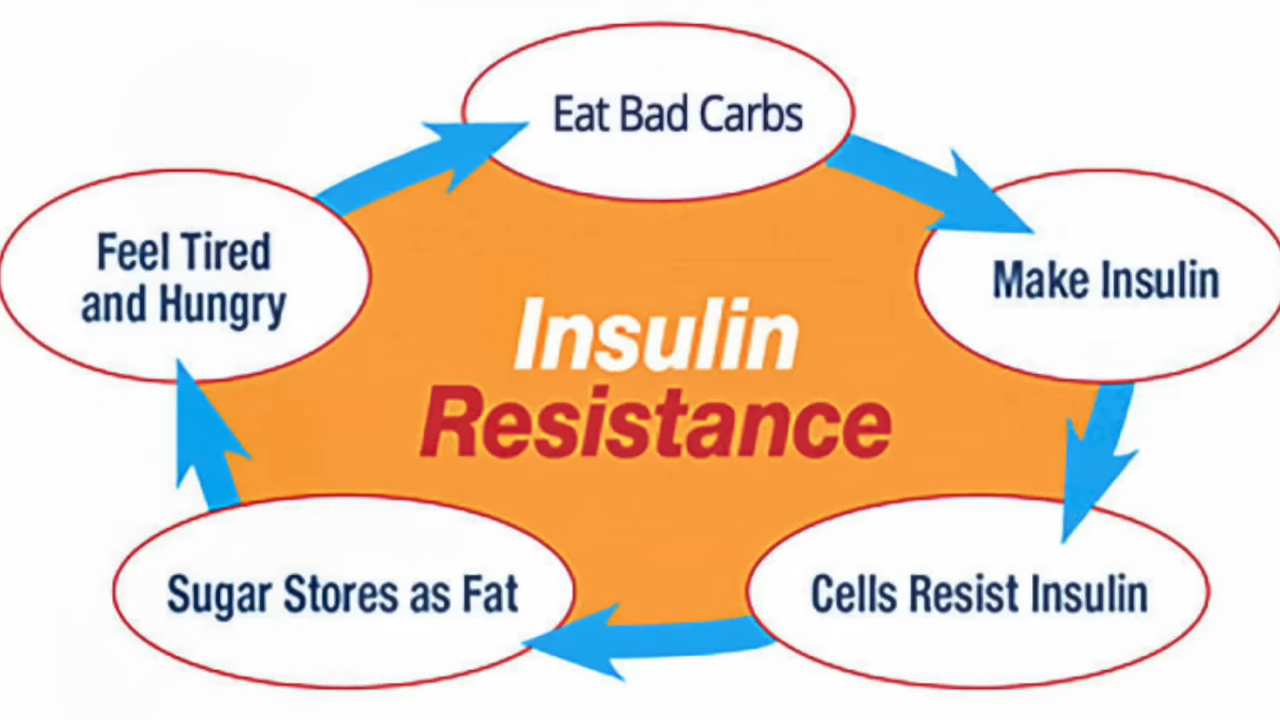 Eat Bad Carbs
Feel Tired
and Hungry
Make Insulin
Insulin
Resistance
Sugar Stores as Fat
Cells Resist Insulin